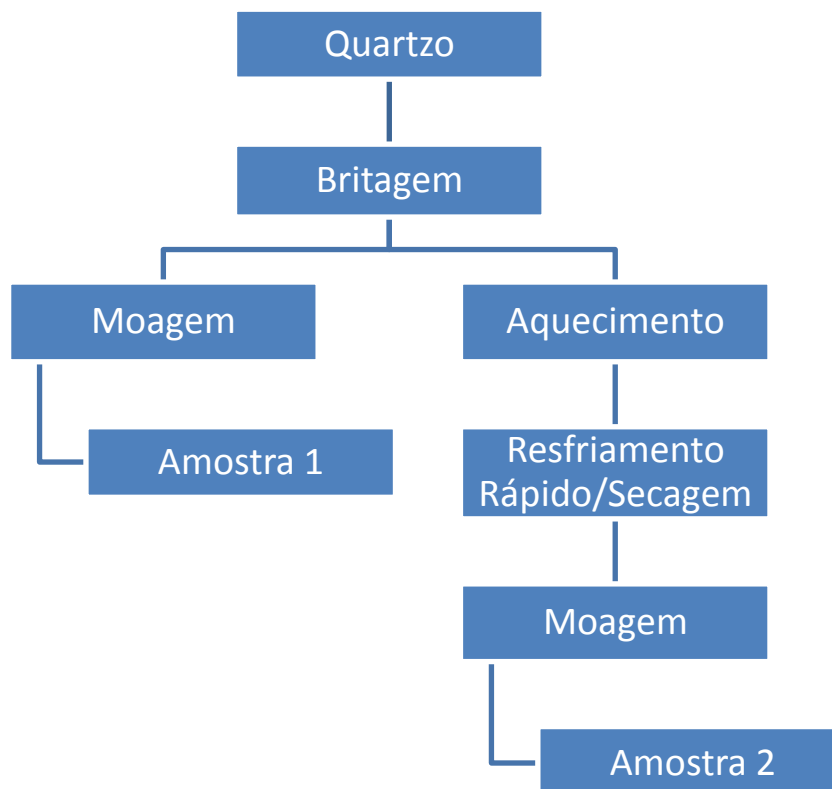 Quartzo
Britagem
Moagem
Aquecimento
Amostra 1
Resfriamento
Rápido/Secagem
Moagem
Amostra 2